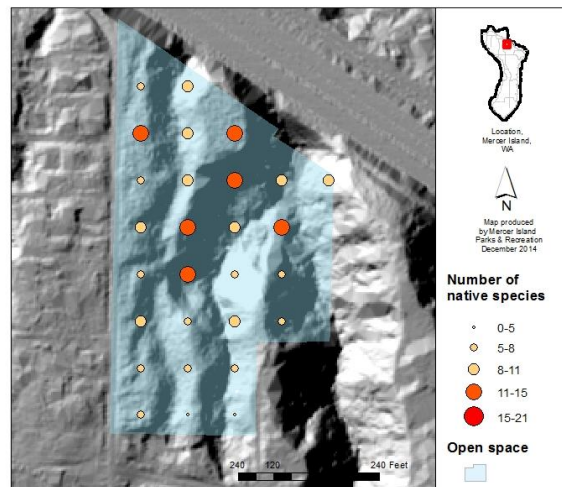 Location,
Mercer Island,
WA
N
Map produced
by Mercer Island
Parks & Recreation
December 2014
Number of
native species
0-5
5-8
8-11
11-15
15-21
Open space
240 120 240 Feet